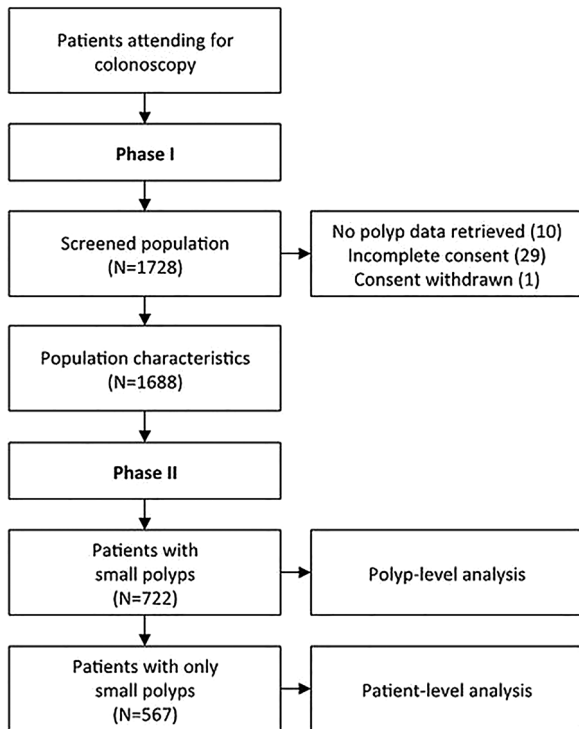 Patients attending for
colonoscopy
Phase I
Screened population
(N=1728)
No polyp data retrieved (10)
Incomplete consent (29)
Consent withdrawn (1)
Population characteristics
(N=1688)
Phase II
Patients with
small polyps
(N=722)
Polyp-level analysis
Patients with only
small polyps
(N=567)
Patient-level analysis